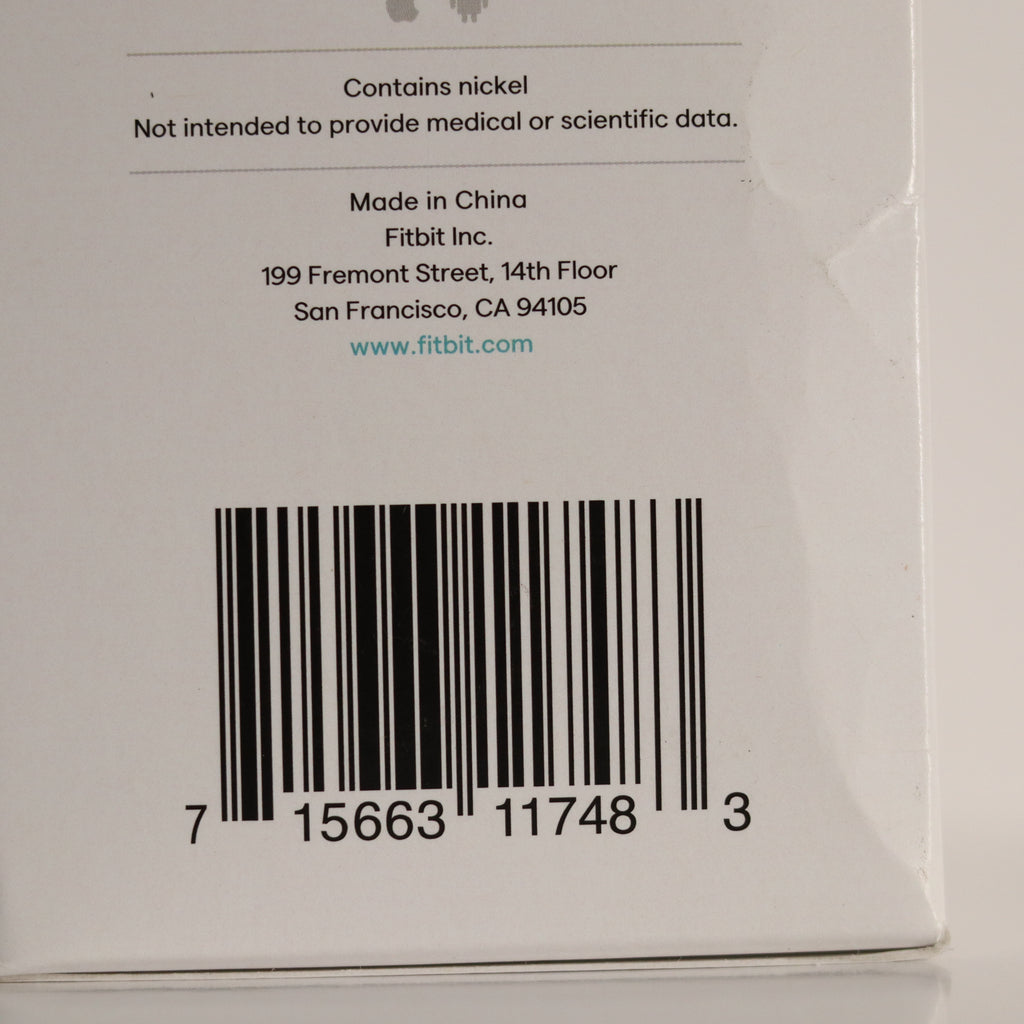 Contains nickel
Not intended to provide medical or scientific data.
Made in China
Fitbit Inc.
199 Fremont Street, 14th Floor
San Francisco, CA 94105
www.fitbit.com
7 15663 11748 3